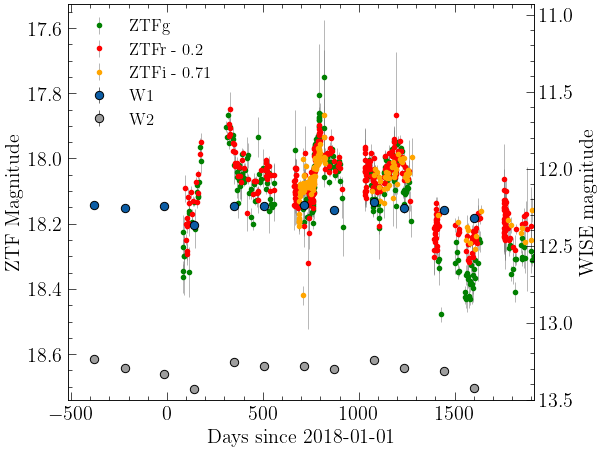 ZTFg
ZTFr - 0.2
ZTFi - 0.71
W1
W2
ZTF Magnitude
17.6
17.8
18.0
18.2
18.4
18.6
11.0
11.5
12.0
12.5
13.0
13.5
WISE magnitude
−500
0
500
1000
1500
Days since 2018-01-01